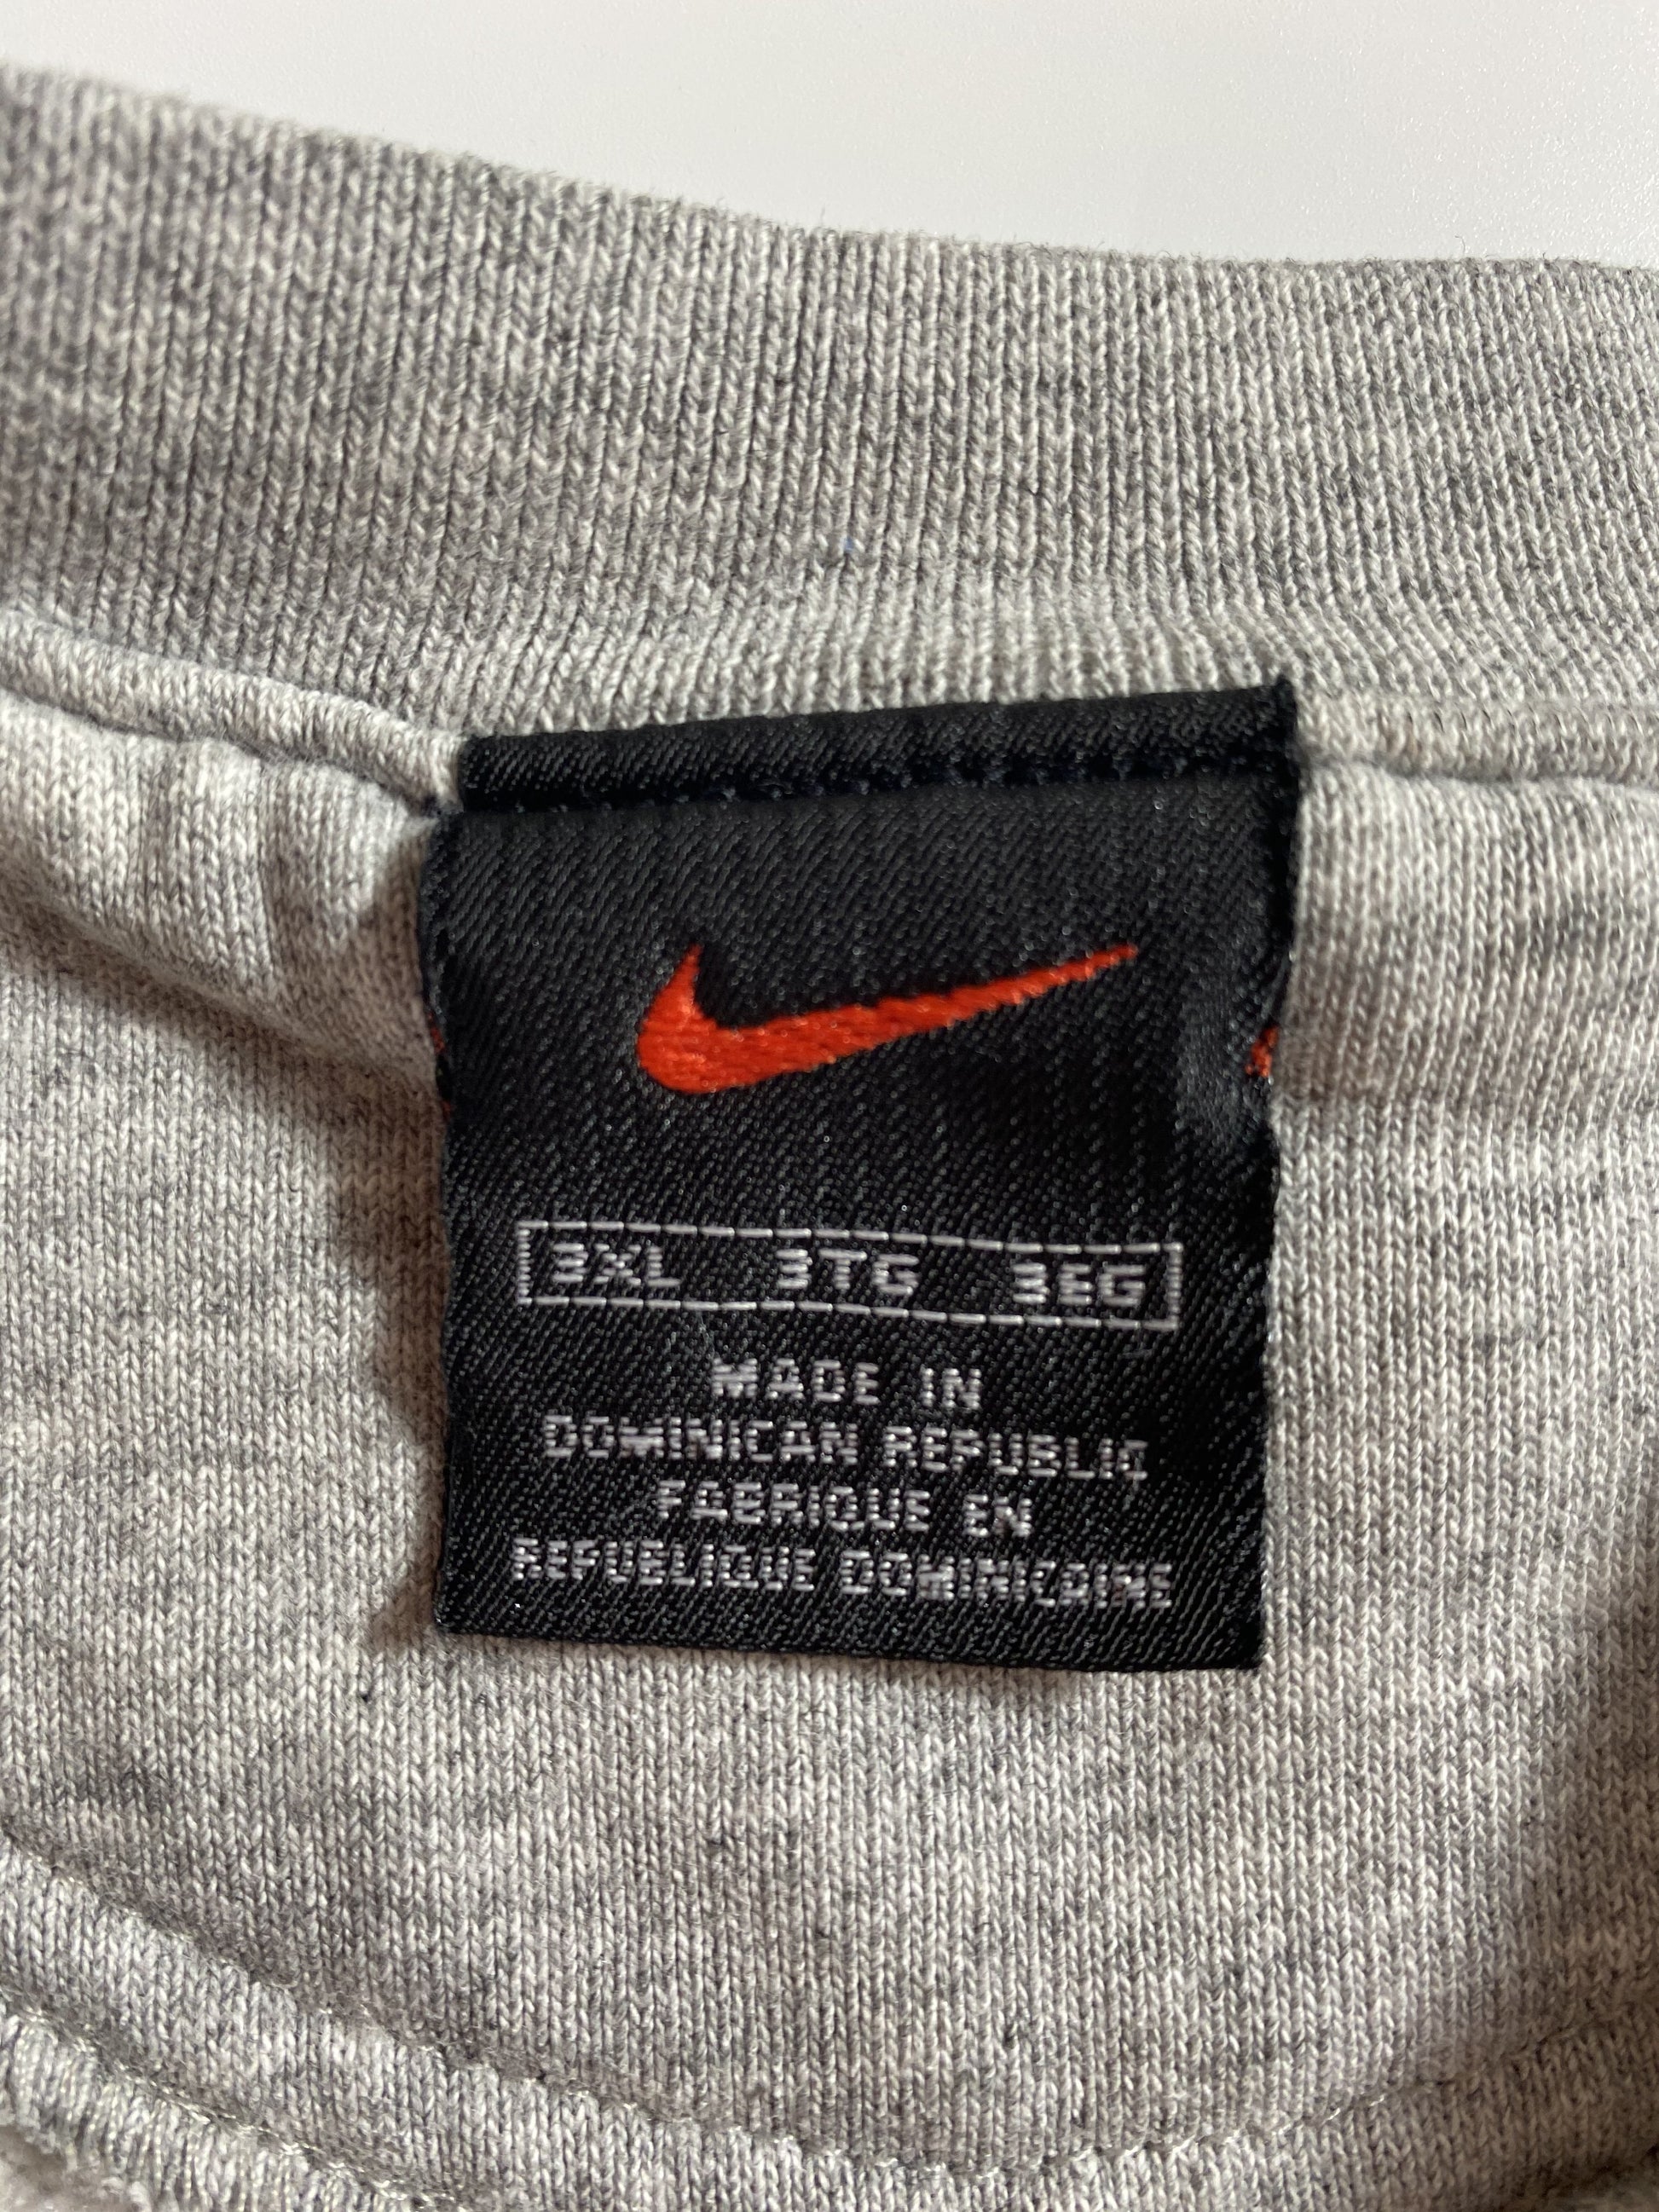 3XL 3TG 3EG
MADE IN
DOMINICAN REPUBLIC
FABRIQUE EN
REPUBLIQUE DOMINICAINE